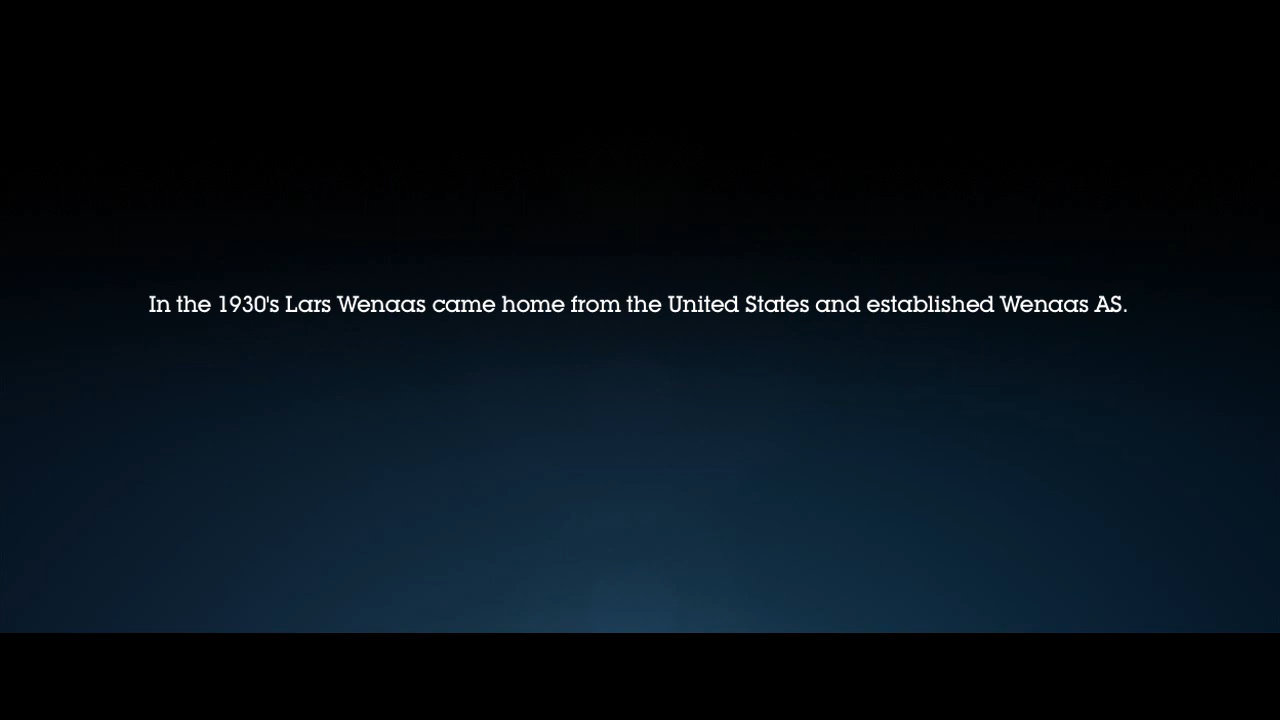 In the 1930's Lars Wenaas came home from the United States and established Wenaas AS.